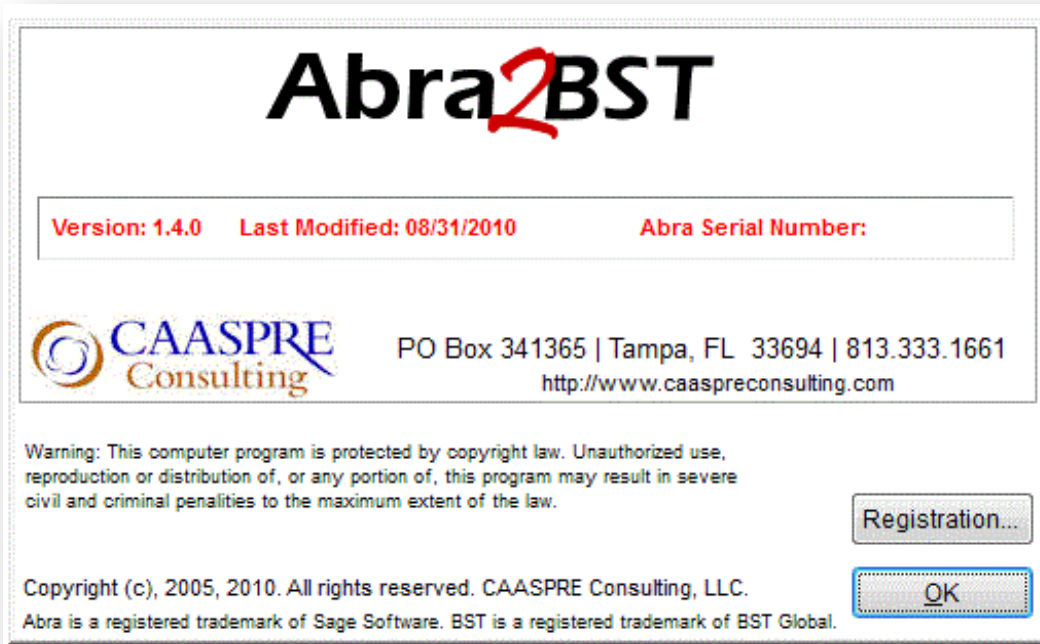 Abra2BST
Version: 1.4.0 Last Modified: 08/31/2010 Abra Serial Number:
CAASPRE
Consulting
PO Box 341365 | Tampa, FL 33694 | 813.333.1661
http://www.caaspreconsulting.com
Warning: This computer program is protected by copyright law. Unauthorized use,
reproduction or distribution of, or any portion of, this program may result in severe
civil and criminal penalities to the maximum extent of the law.
Registration...
Copyright (c), 2005, 2010. All rights reserved. CAASPRE Consulting, LLC.
OK
Abra is a registered trademark of Sage Software. BST is a registered trademark of BST Global.